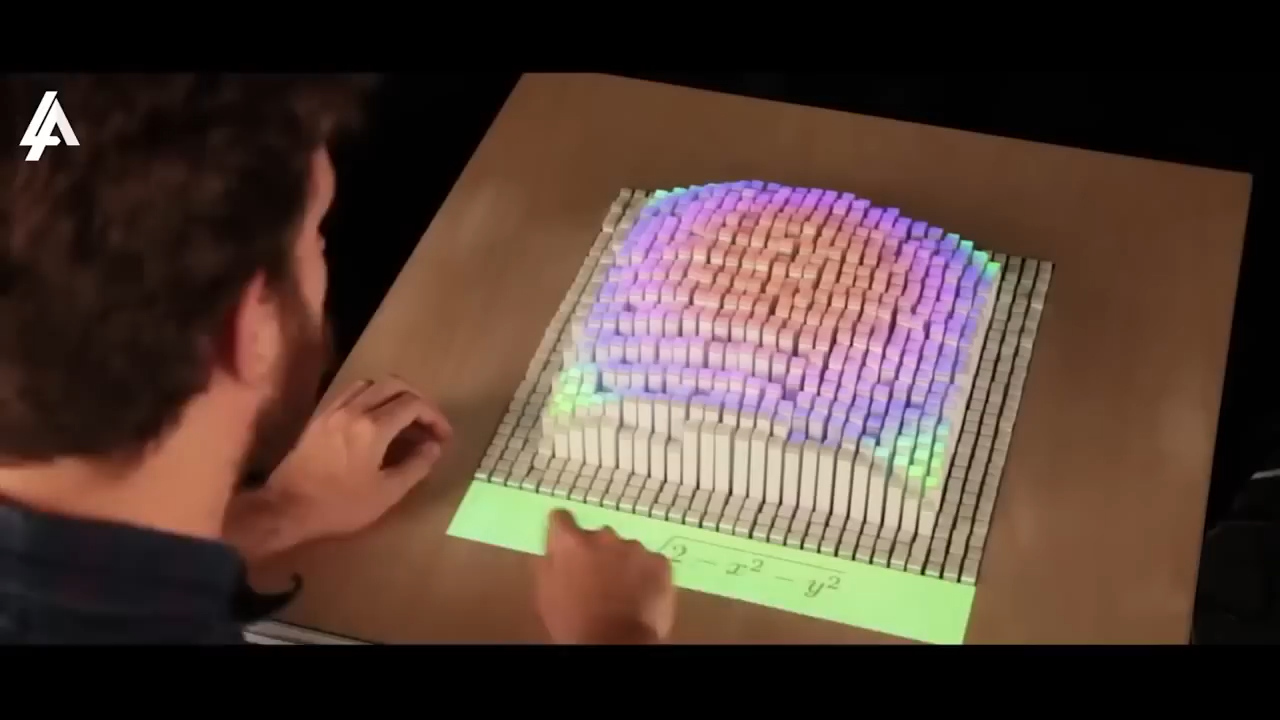 √2 − x² − y²